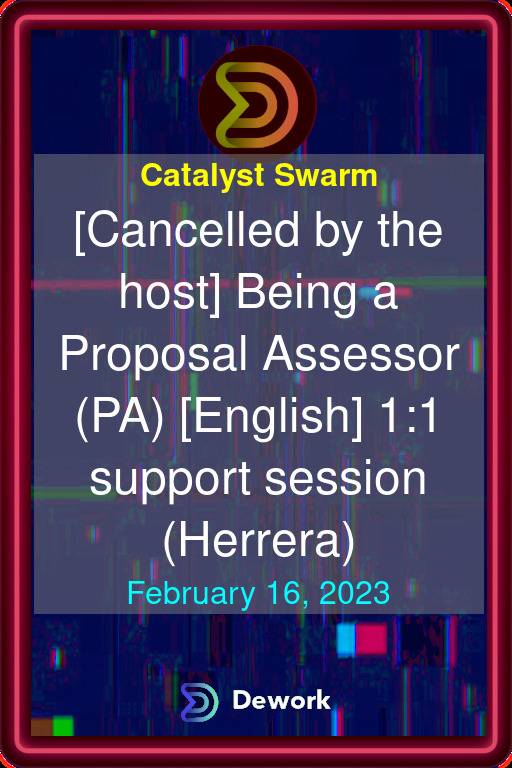 Catalyst Swarm
[Cancelled by the
host] Being a
Proposal Assessor
(PA) [English] 1:1
support session
(Herrera)
February 16, 2023
Dework